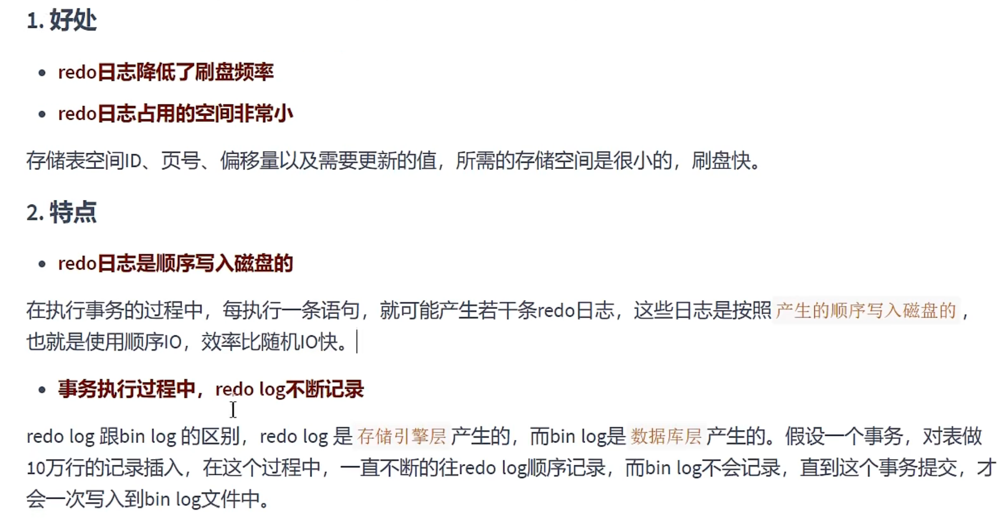 1. 好处
• redo日志降低了刷盘频率
• redo日志占用的空间非常小
存储表空间ID、页号、偏移量以及需要更新的值，所需的存储空间是很小的，刷盘快。
2. 特点
• redo日志是顺序写入磁盘的
在执行事务的过程中，每执行一条语句，就可能产生若干条redo日志，这些日志是按照 产生的顺序写入磁盘的 ，
也就是使用顺序IO，效率比随机IO快。
• 事务执行过程中，redo log不断记录
redo log 跟bin log 的区别，redo log 是 存储引擎层 产生的，而bin log是 数据库层 产生的。假设一个事务，对表做
10万行的记录插入，在这个过程中，一直不断的往redo log顺序记录，而bin log不会记录，直到这个事务提交，才
会一次写入到bin log文件中。